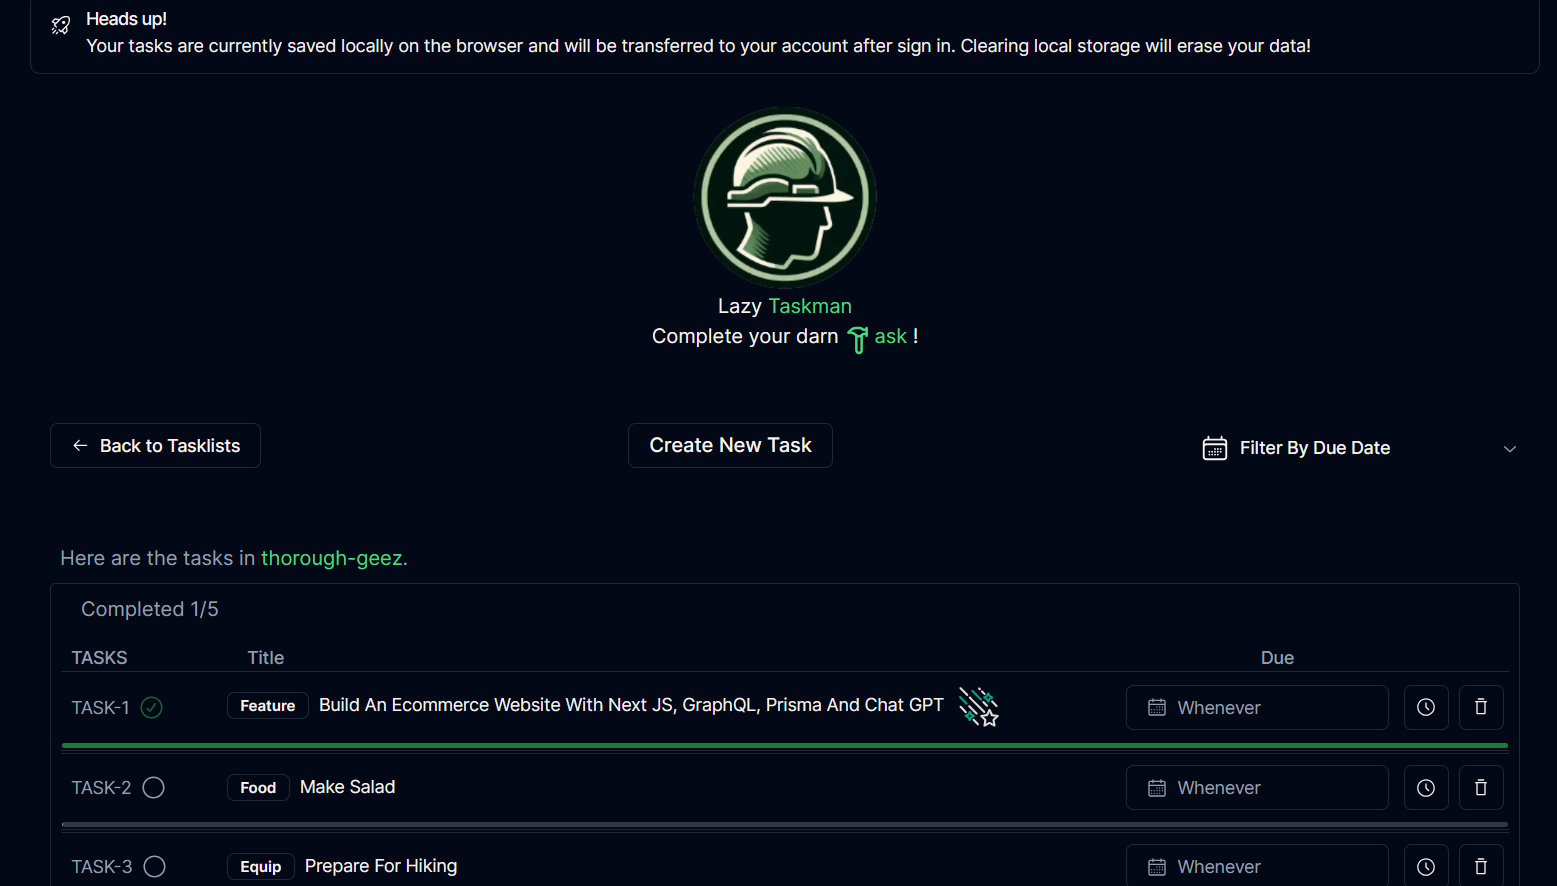 Heads up!
Your tasks are currently saved locally on the browser and will be transferred to your account after sign in. Clearing local storage will erase your data!
Lazy Taskman
Complete your darn ask !
Back to Tasklists
Create New Task
Filter By Due Date
Here are the tasks in thorough-geez.
Completed 1/5
TASKS Title Due
TASK-1 Feature Build An Ecommerce Website With Next JS, GraphQL, Prisma And Chat GPT Whenever
TASK-2 Food Make Salad Whenever
TASK-3 Equip Prepare For Hiking Whenever